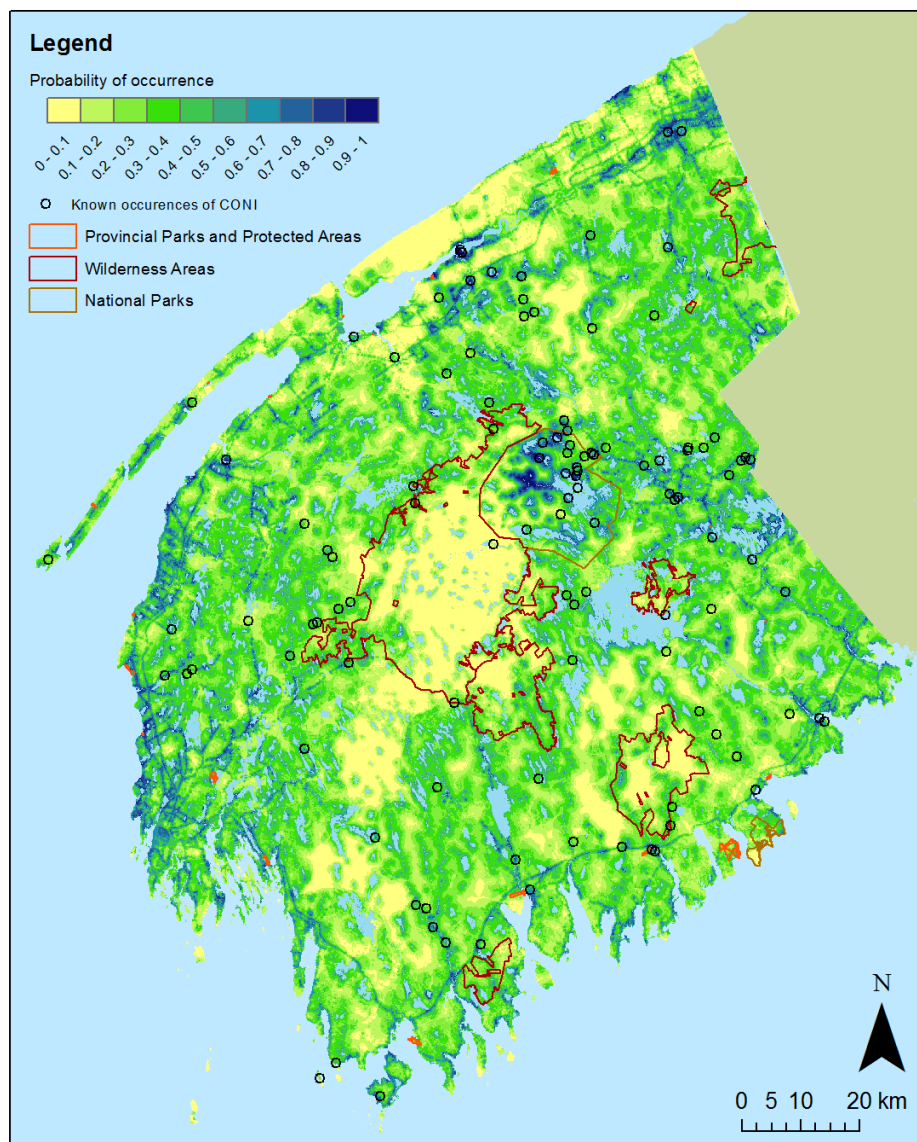 Legend
Probability of occurrence
0 - 0.1
0.1 - 0.2
0.2 - 0.3
0.3 - 0.4
0.4 - 0.5
0.5 - 0.6
0.6 - 0.7
0.7 - 0.8
0.8 - 0.9
0.9 - 1
Known occurences of CONI
Provincial Parks and Protected Areas
Wilderness Areas
National Parks
N
0 5 10 20 km